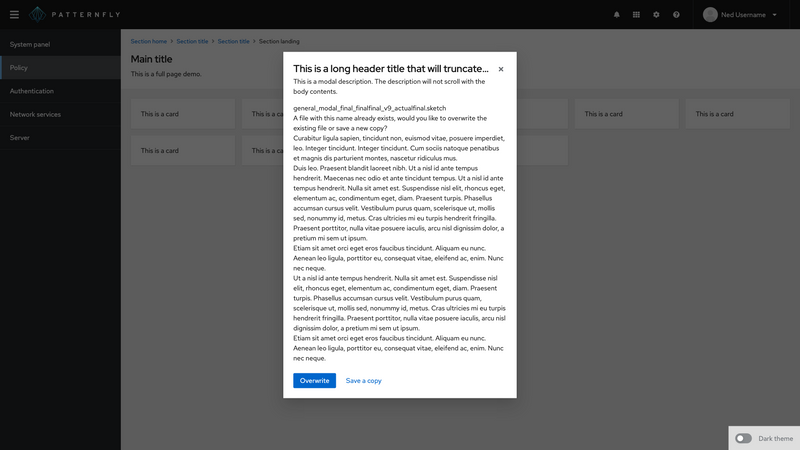 PATTERNFLY
Ned Username
System panel
Policy
Authentication
Network services
Server
Section home
Section title
Section title
Section landing
Main title
This is a full page demo.
This is a card
This is a ca
This is a card
This is a card
This is a card
This is a ca
This is a long header title that will truncate...
This is a modal description. The description will not scroll with the
body contents.
general_modal_final_finalfinal_v9_actualfinal.sketch
A file with this name already exists, would you like to overwrite the
existing file or save a new copy?
Curabitur ligula sapien, tincidunt non, euismod vitae, posuere imperdiet,
leo. Integer tincidunt. Integer tincidunt. Cum sociis natoque penatibus
et magnis dis parturient montes, nascetur ridiculus mus.
Duis leo. Praesent blandit laoreet nibh. Ut a nisl id ante tempus
hendrerit. Maecenas nec odio et ante tincidunt tempus. Ut a nisl id ante
tempus hendrerit. Nulla sit amet est. Suspendisse nisl elit, rhoncus eget,
elementum ac, condimentum eget, diam. Praesent turpis. Phasellus
accumsan cursus velit. Vestibulum purus quam, scelerisque ut, mollis
sed, nonummy id, metus. Cras ultricies mi eu turpis hendrerit fringilla.
Praesent porttitor, nulla vitae posuere iaculis, arcu nisl dignissim dolor, a
pretium mi sem ut ipsum.
Etiam sit amet orci eget eros faucibus tincidunt. Aliquam eu nunc.
Aenean leo ligula, porttitor eu, consequat vitae, eleifend ac, enim. Nunc
nec neque.
Ut a nisl id ante tempus hendrerit. Nulla sit amet est. Suspendisse nisl
elit, rhoncus eget, elementum ac, condimentum eget, diam. Praesent
turpis. Phasellus accumsan cursus velit. Vestibulum purus quam,
scelerisque ut, mollis sed, nonummy id, metus. Cras ultricies mi eu turpis
hendrerit fringilla. Praesent porttitor, nulla vitae posuere iaculis, arcu nisl
dignissim dolor, a pretium mi sem ut ipsum.
Etiam sit amet orci eget eros faucibus tincidunt. Aliquam eu nunc.
Aenean leo ligula, porttitor eu, consequat vitae, eleifend ac, enim. Nunc
nec neque.
Overwrite
Save a copy
Dark theme